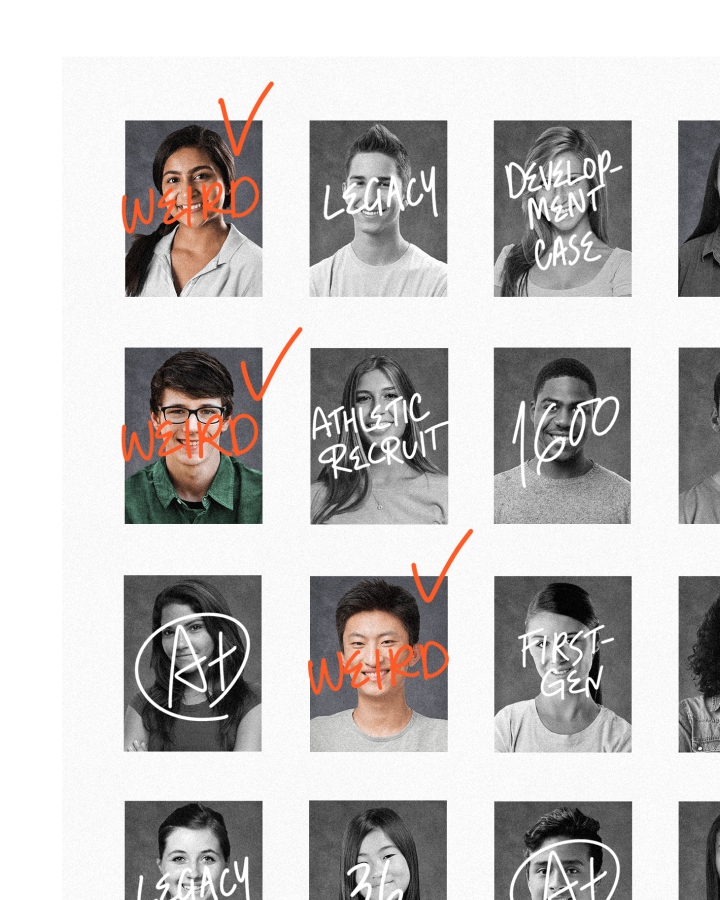 WEIRD
LEGACY
DEVELOP-
MENT
CASE
WEIRD
ATHLETIC
RECRUIT
1600
A+
WEIRD
FIRST-
GEN
LEGACY
36
A+